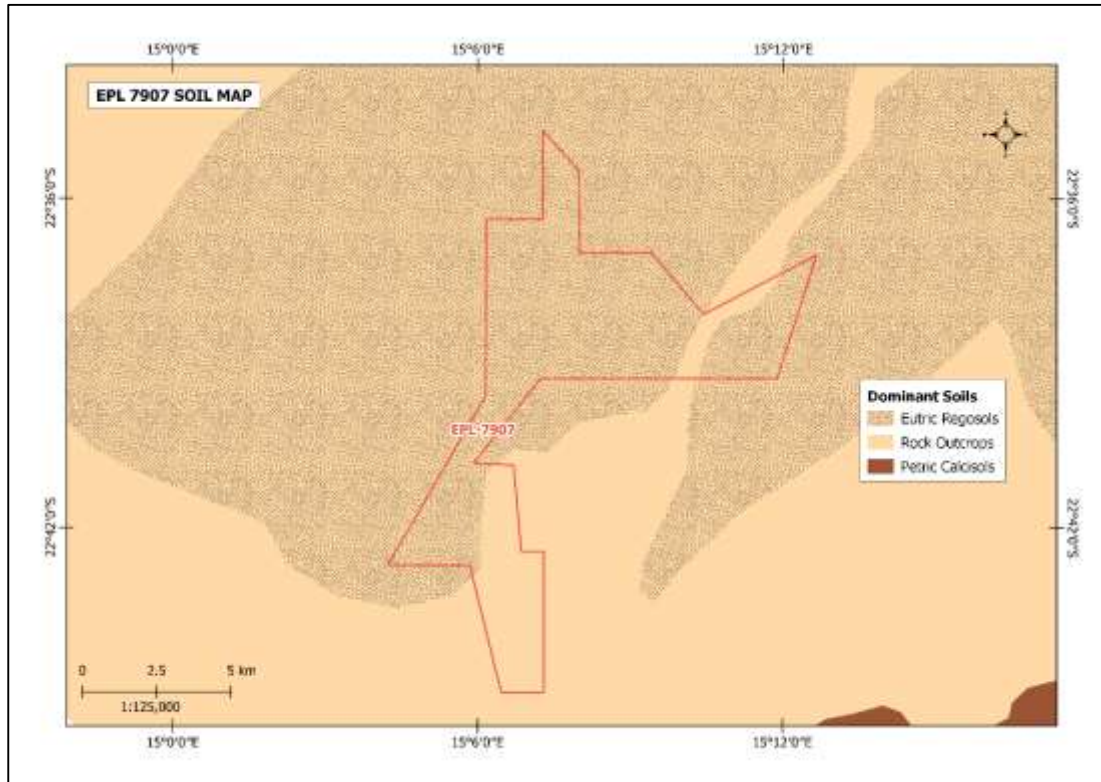 15°0'0"E 15°6'0"E 15°12'0"E
EPL 7907 SOIL MAP
22°36'0"S 22°36'0"S
Dominant Soils
Eutric Regosols
EPL-7907
Rock Outcrops
Petric Calcisols
22°42'0"S 22°42'0"S
0 2.5 5 km
1:125,000
15°0'0"E 15°6'0"E 15°12'0"E